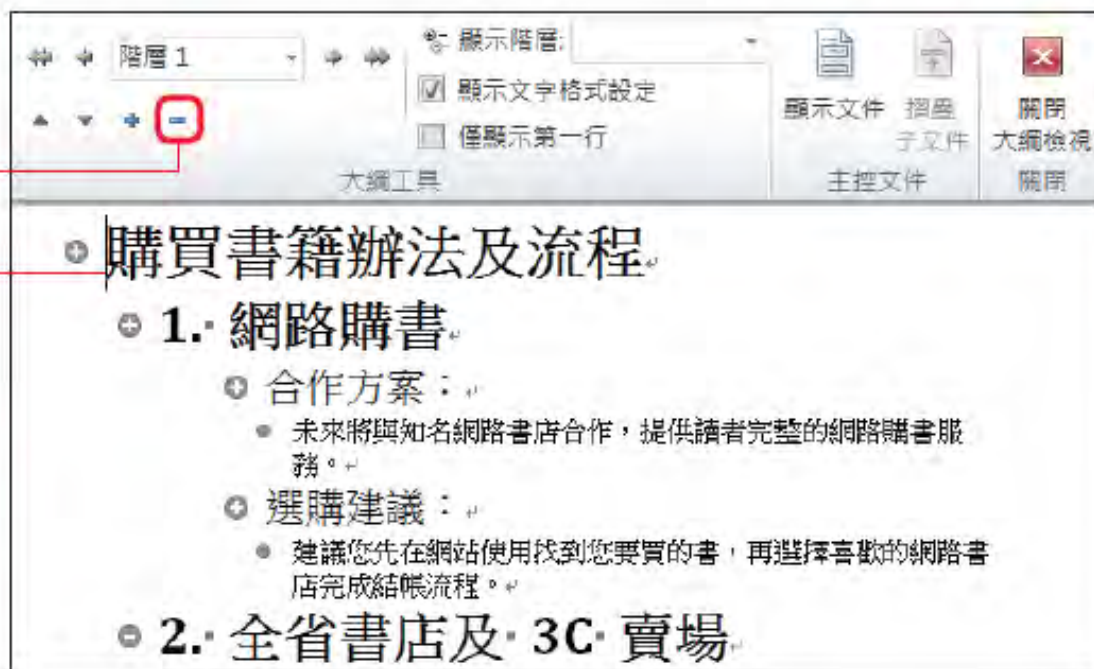 階層 1
顯示階層:
顯示文字格式設定
僅顯示第一行
大綱工具
顯示文件
摺疊
子文件
主控文件
關閉
大綱檢視
關閉
購買書籍辦法及流程
1. 網路購書
合作方案：
未來將與知名網路書店合作，提供讀者完整的網路購書服
務。
選購建議：
建議您先在網站使用找到您要買的書，再選擇喜歡的網路書
店完成結帳流程。
2. 全省書店及 3C 賣場